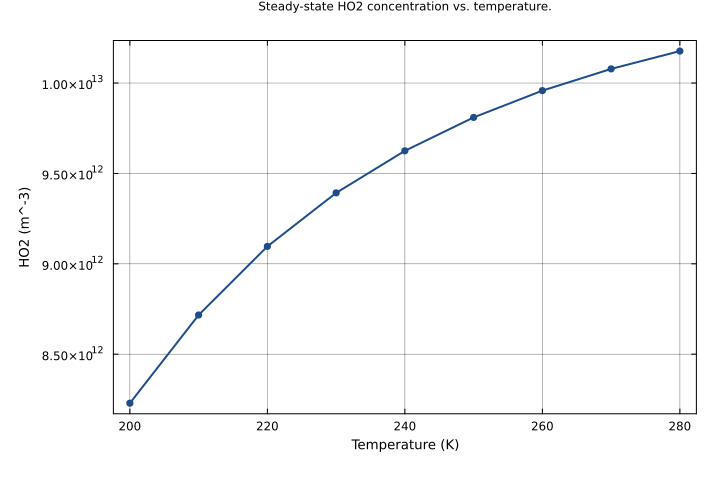 Steady-state HO2 concentration vs. temperature.
1.00×10^13
9.50×10^12
9.00×10^12
8.50×10^12
HO2 (m^-3)
200 220 240 260 280
Temperature (K)